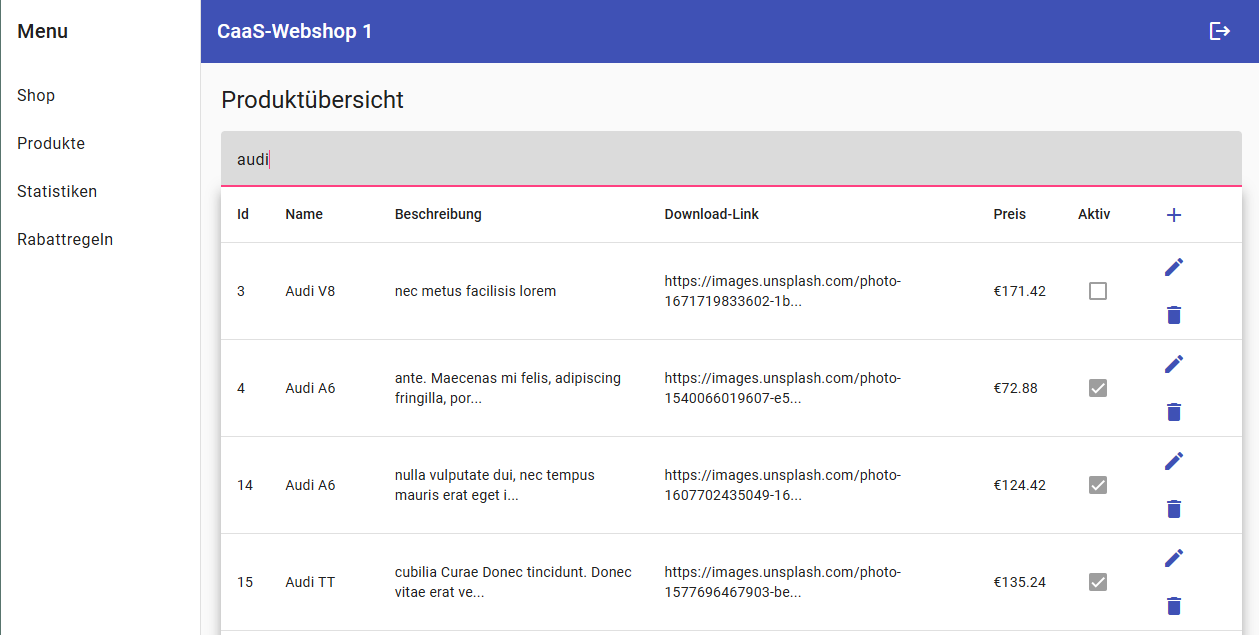 Menu
CaaS-Webshop 1
Shop
Produkte
Statistiken
Rabattregeln
Produktübersicht
audi
Id Name Beschreibung Download-Link Preis Aktiv
3 Audi V8 nec metus facilisis lorem https://images.unsplash.com/photo-
1671719833602-1b... €171.42
4 Audi A6 ante. Maecenas mi felis, adipiscing
fringilla, por... https://images.unsplash.com/photo-
1540066019607-e5... €72.88
14 Audi A6 nulla vulputate dui, nec tempus
mauris erat eget i... https://images.unsplash.com/photo-
1607702435049-16... €124.42
15 Audi TT cubilia Curae Donec tincidunt. Donec
vitae erat ve... https://images.unsplash.com/photo-
1577696467903-be... €135.24